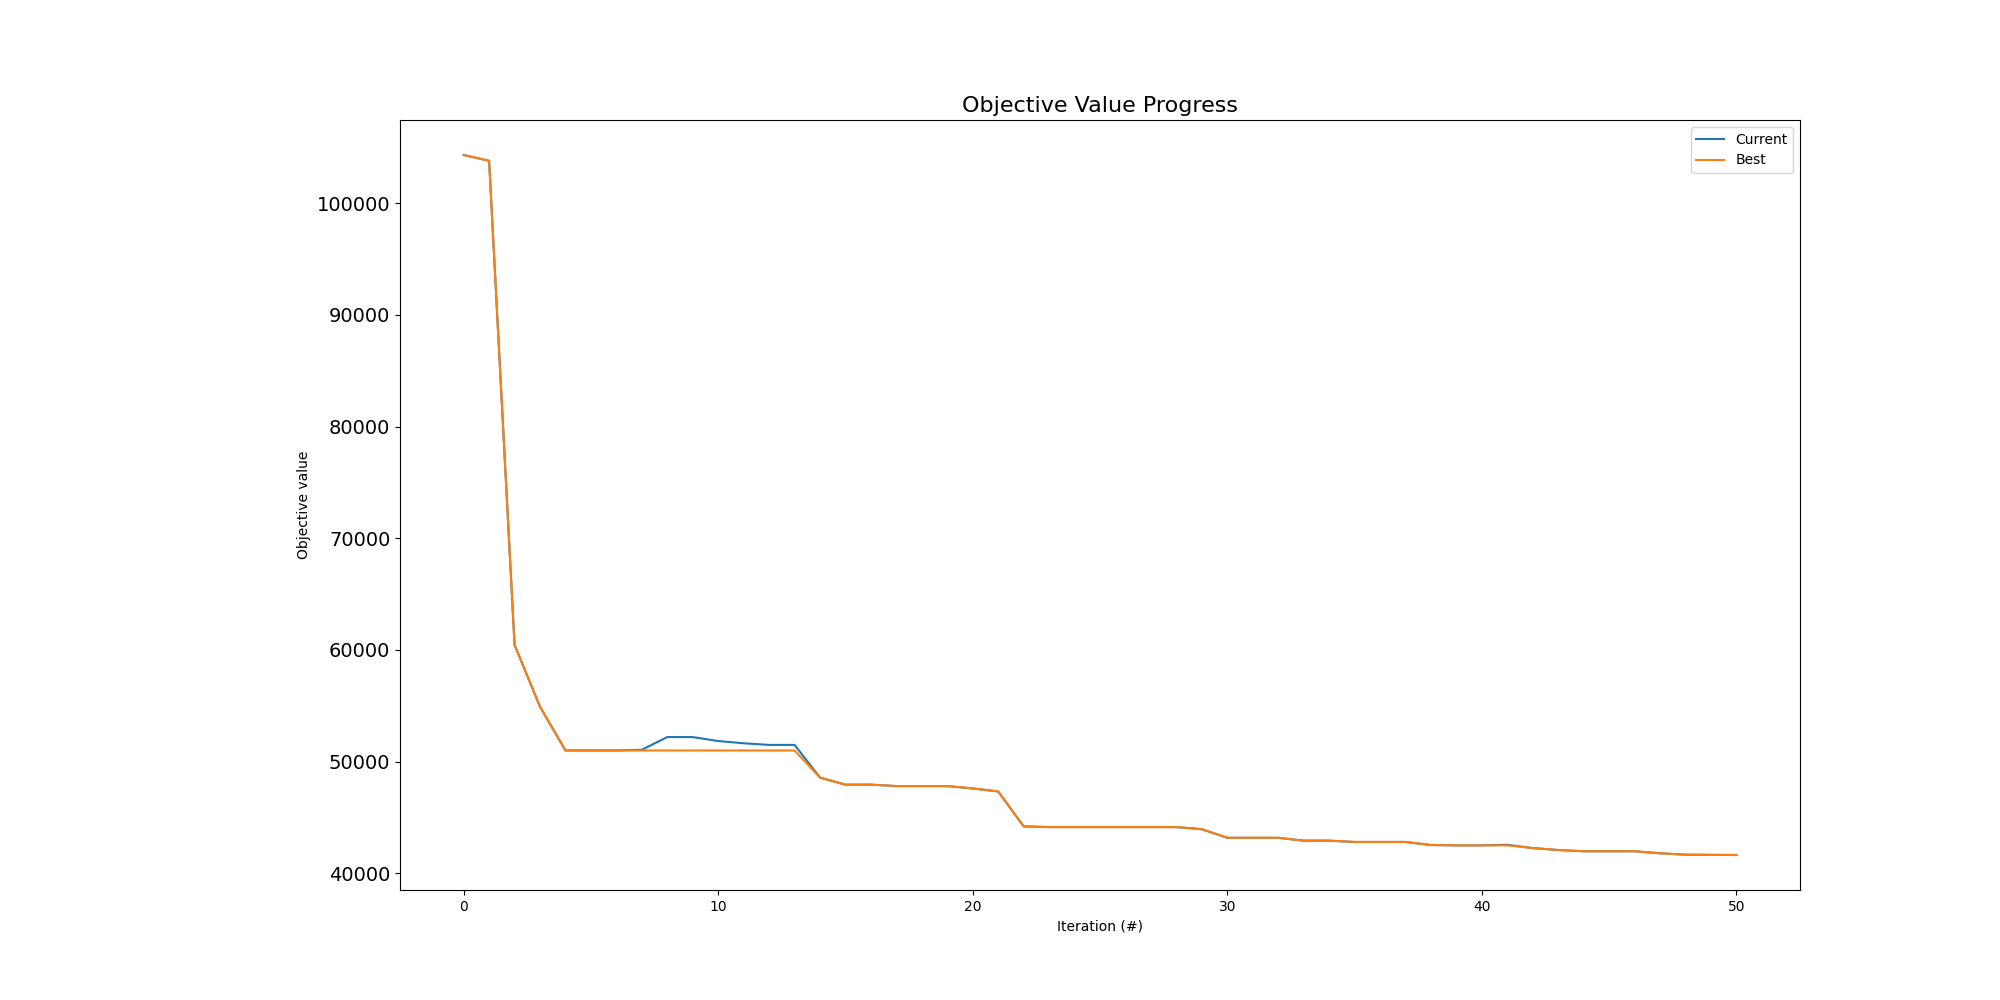 Objective Value Progress
Current
Best
100000
90000
80000
70000
60000
50000
40000
Objective value
0 10 20 30 40 50
Iteration (#)